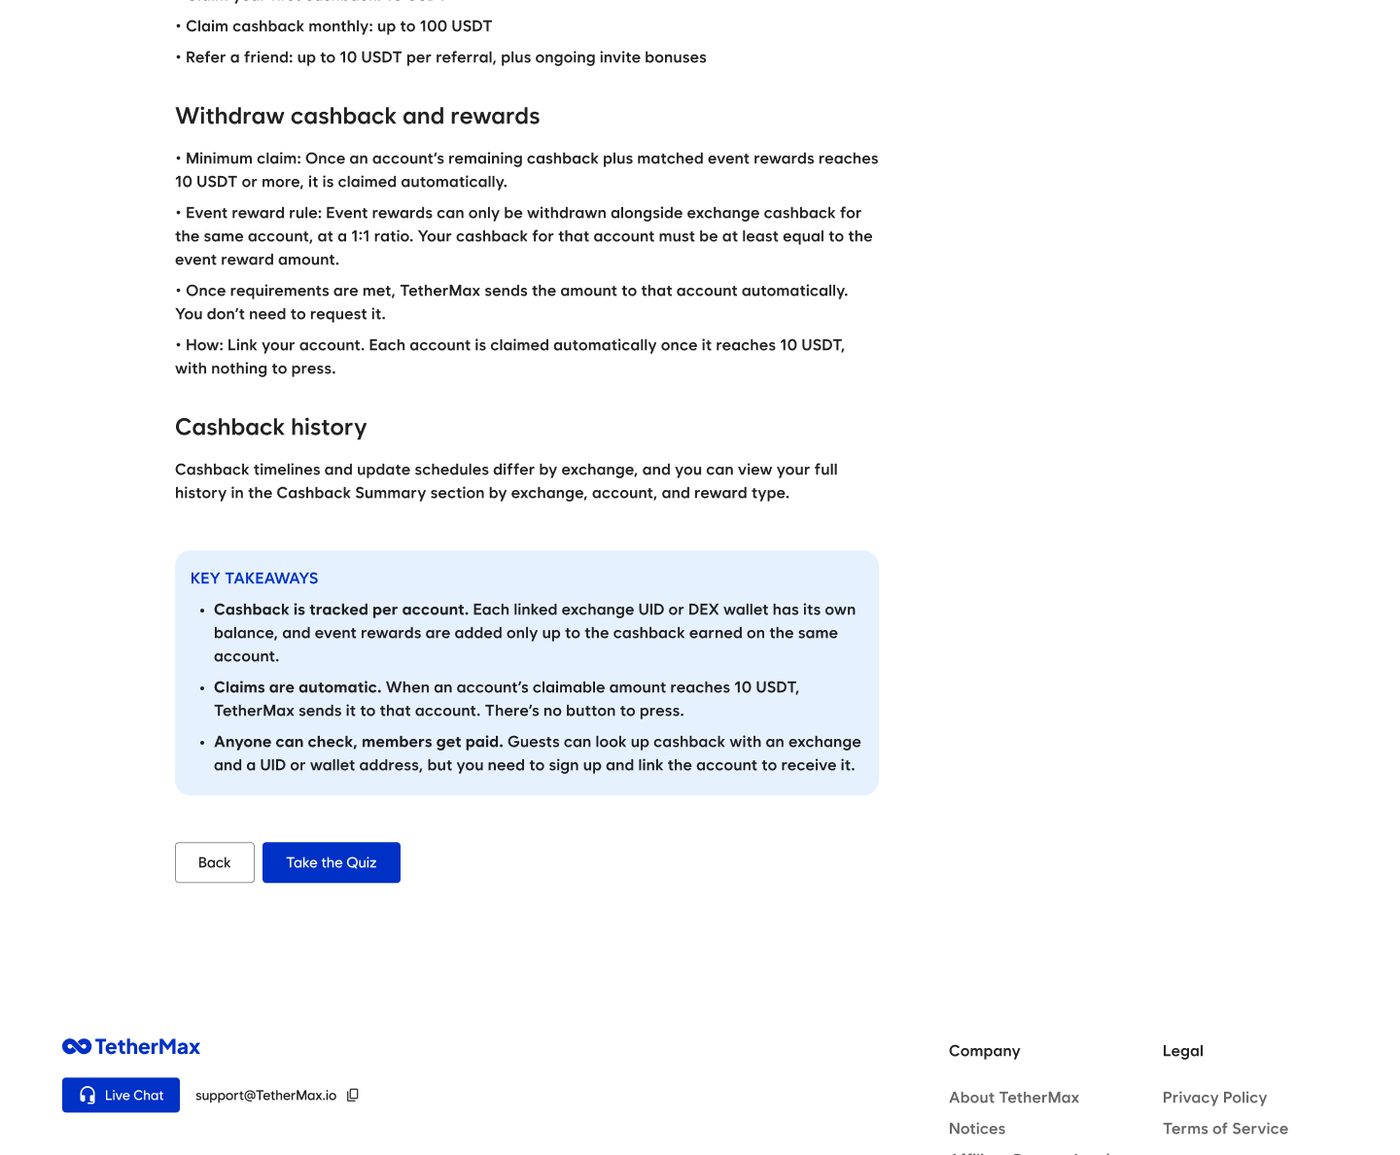 • Claim cashback monthly: up to 100 USDT
• Refer a friend: up to 10 USDT per referral, plus ongoing invite bonuses
Withdraw cashback and rewards
• Minimum claim: Once an account’s remaining cashback plus matched event rewards reaches
10 USDT or more, it is claimed automatically.
• Event reward rule: Event rewards can only be withdrawn alongside exchange cashback for
the same account, at a 1:1 ratio. Your cashback for that account must be at least equal to the
event reward amount.
• Once requirements are met, TetherMax sends the amount to that account automatically.
You don’t need to request it.
• How: Link your account. Each account is claimed automatically once it reaches 10 USDT,
with nothing to press.
Cashback history
Cashback timelines and update schedules differ by exchange, and you can view your full
history in the Cashback Summary section by exchange, account, and reward type.
KEY TAKEAWAYS
• Cashback is tracked per account. Each linked exchange UID or DEX wallet has its own
balance, and event rewards are added only up to the cashback earned on the same
account.
• Claims are automatic. When an account’s claimable amount reaches 10 USDT,
TetherMax sends it to that account. There’s no button to press.
• Anyone can check, members get paid. Guests can look up cashback with an exchange
and a UID or wallet address, but you need to sign up and link the account to receive it.
Back
Take the Quiz
TetherMax
Live Chat
support@TetherMax.io
Company
Legal
About TetherMax
Privacy Policy
Notices
Terms of Service